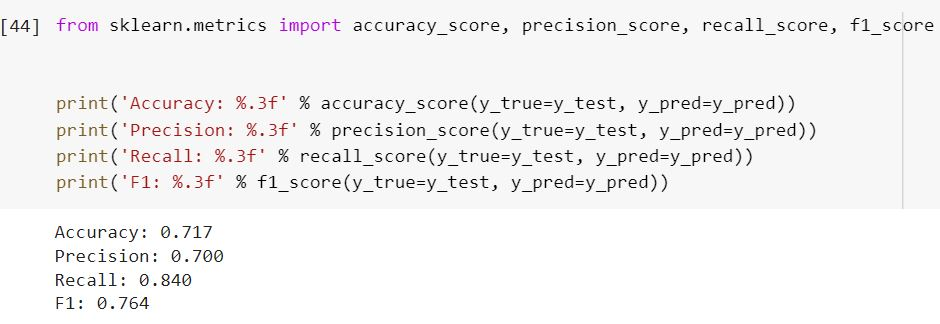 [44] from sklearn.metrics import accuracy_score, precision_score, recall_score, f1_score
print('Accuracy: %.3f' % accuracy_score(y_true=y_test, y_pred=y_pred))
print('Precision: %.3f' % precision_score(y_true=y_test, y_pred=y_pred))
print('Recall: %.3f' % recall_score(y_true=y_test, y_pred=y_pred))
print('F1: %.3f' % f1_score(y_true=y_test, y_pred=y_pred))
Accuracy: 0.717
Precision: 0.700
Recall: 0.840
F1: 0.764